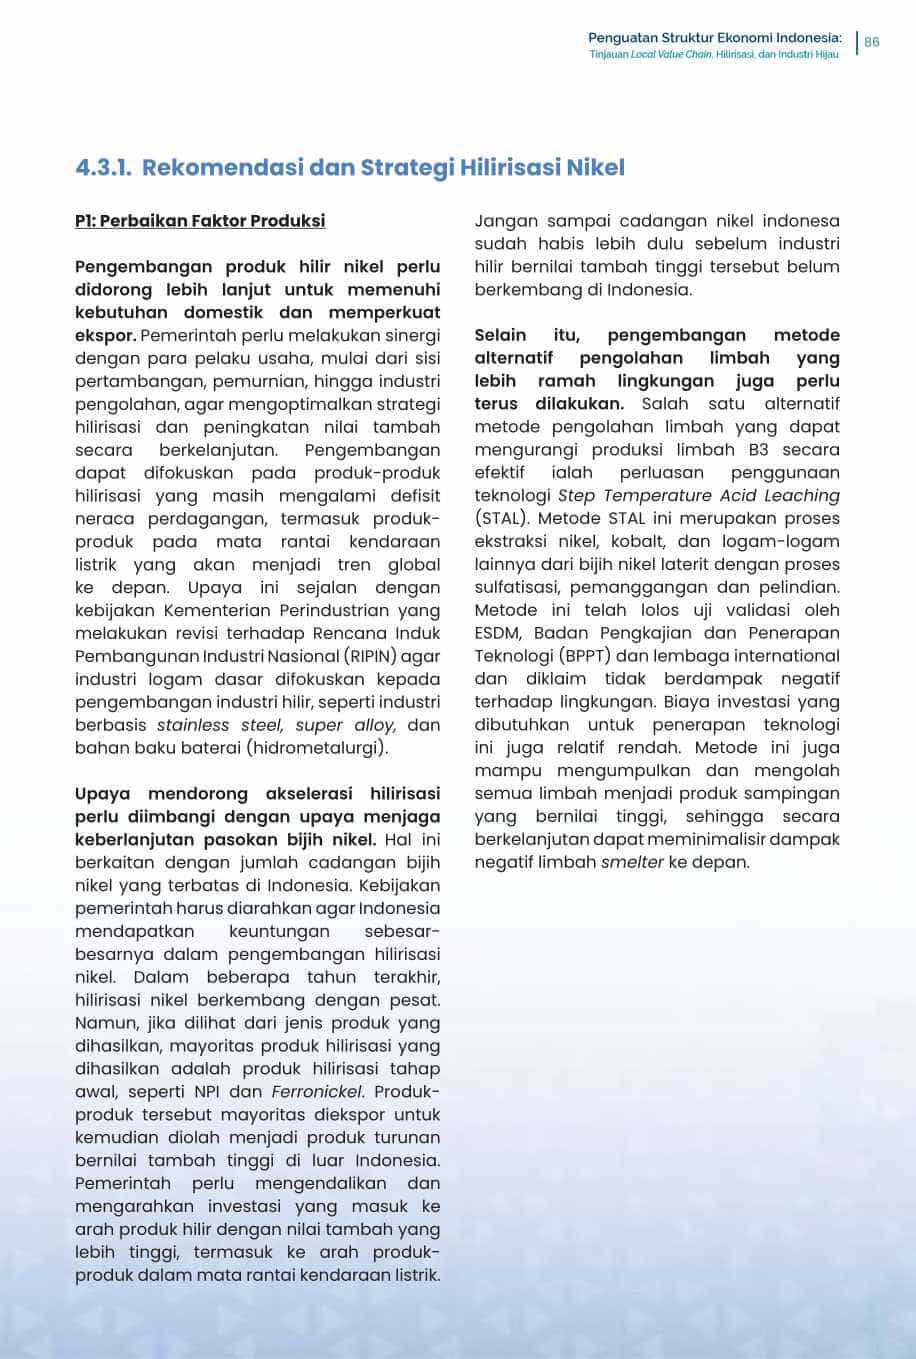 Penguatan Struktur Ekonomi Indonesia:
Tinjauan Local Value Chain, Hilirisasi, dan Industri Hijau
86
4.3.1. Rekomendasi dan Strategi Hilirisasi Nikel
P1: Perbaikan Faktor Produksi
Pengembangan produk hilir nikel perlu
didorong lebih lanjut untuk memenuhi
kebutuhan domestik dan memperkuat
ekspor. Pemerintah perlu melakukan sinergi
dengan para pelaku usaha, mulai dari sisi
pertambangan, pemurnian, hingga industri
pengolahan, agar mengoptimalkan strategi
hilirisasi dan peningkatan nilai tambah
secara berkelanjutan. Pengembangan
dapat difokuskan pada produk-produk
hilirisasi yang masih mengalami defisit
neraca perdagangan, termasuk produk-
produk pada mata rantai kendaraan
listrik yang akan menjadi tren global
ke depan. Upaya ini sejalan dengan
kebijakan Kementerian Perindustrian yang
melakukan revisi terhadap Rencana Induk
Pembangunan Industri Nasional (RIPIN) agar
industri logam dasar difokuskan kepada
pengembangan industri hilir, seperti industri
berbasis stainless steel, super alloy, dan
bahan baku baterai (hidrometalurgi).
Upaya mendorong akselerasi hilirisasi
perlu diimbangi dengan upaya menjaga
keberlanjutan pasokan bijih nikel. Hal ini
berkaitan dengan jumlah cadangan bijih
nikel yang terbatas di Indonesia. Kebijakan
pemerintah harus diarahkan agar Indonesia
mendapatkan keuntungan sebesar-
besarnya dalam pengembangan hilirisasi
nikel. Dalam beberapa tahun terakhir,
hilirisasi nikel berkembang dengan pesat.
Namun, jika dilihat dari jenis produk yang
dihasilkan, mayoritas produk hilirisasi yang
dihasilkan adalah produk hilirisasi tahap
awal, seperti NPI dan Ferronickel. Produk-
produk tersebut mayoritas diekspor untuk
kemudian diolah menjadi produk turunan
bernilai tambah tinggi di luar Indonesia.
Pemerintah perlu mengendalikan dan
mengarahkan investasi yang masuk ke
arah produk hilir dengan nilai tambah yang
lebih tinggi, termasuk ke arah produk-
produk dalam mata rantai kendaraan listrik.
Jangan sampai cadangan nikel indonesa
sudah habis lebih dulu sebelum industri
hilir bernilai tambah tinggi tersebut belum
berkembang di Indonesia.
Selain itu, pengembangan metode
alternatif pengolahan limbah yang
lebih ramah lingkungan juga perlu
terus dilakukan. Salah satu alternatif
metode pengolahan limbah yang dapat
mengurangi produksi limbah B3 secara
efektif ialah perluasan penggunaan
teknologi Step Temperature Acid Leaching
(STAL). Metode STAL ini merupakan proses
ekstraksi nikel, kobalt, dan logam-logam
lainnya dari bijih nikel laterit dengan proses
sulfatisasi, pemanggangan dan pelindian.
Metode ini telah lolos uji validasi oleh
ESDM, Badan Pengkajian dan Penerapan
Teknologi (BPPT) dan lembaga international
dan diklaim tidak berdampak negatif
terhadap lingkungan. Biaya investasi yang
dibutuhkan untuk penerapan teknologi
ini juga relatif rendah. Metode ini juga
mampu mengumpulkan dan mengolah
semua limbah menjadi produk sampingan
yang bernilai tinggi, sehingga secara
berkelanjutan dapat meminimalisir dampak
negatif limbah smelter ke depan.